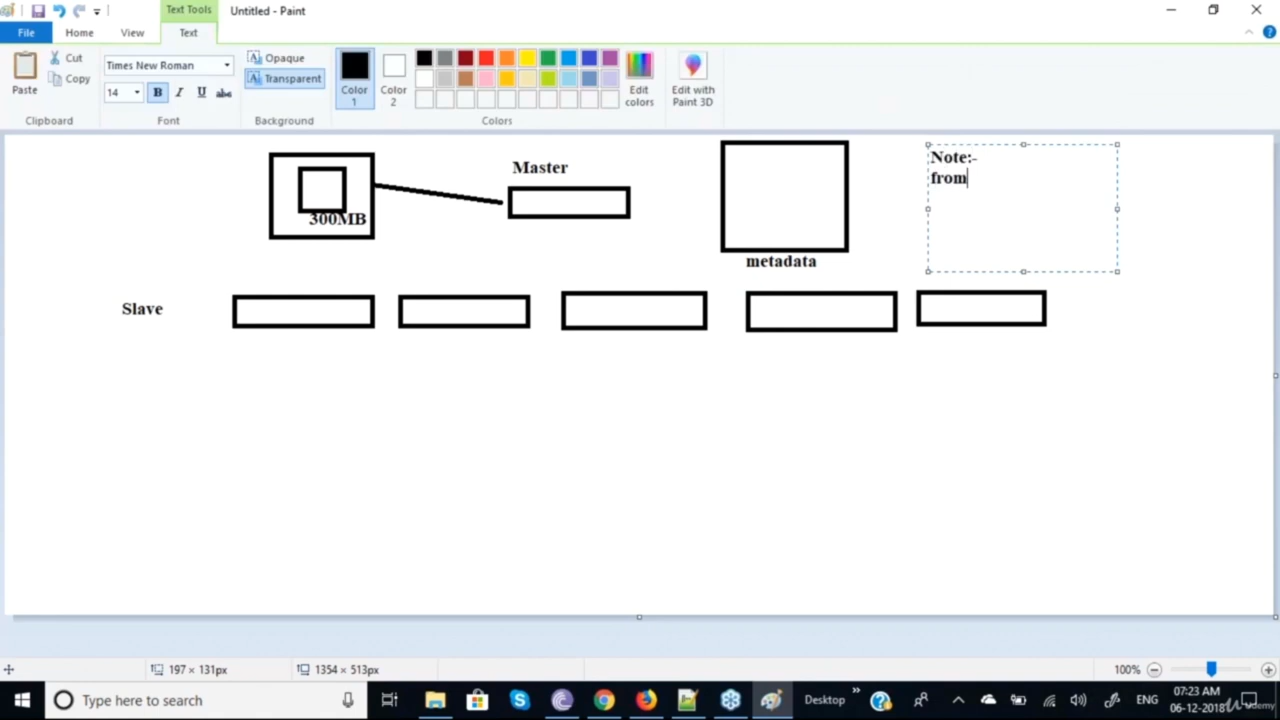 Text Tools
Untitled - Paint
File
Home
View
Text
Paste
Cut
Copy
Clipboard
Times New Roman
14
B
I
U
abc
Font
Opaque
Transparent
Background
Color 1
Color 2
Edit colors
Colors
Edit with Paint 3D
300MB
Master
metadata
Note:-
from
Slave
197 × 131px
1354 × 513px
100%
Type here to search
Desktop
ENG
07:23 AM
06-12-2018
Udemy